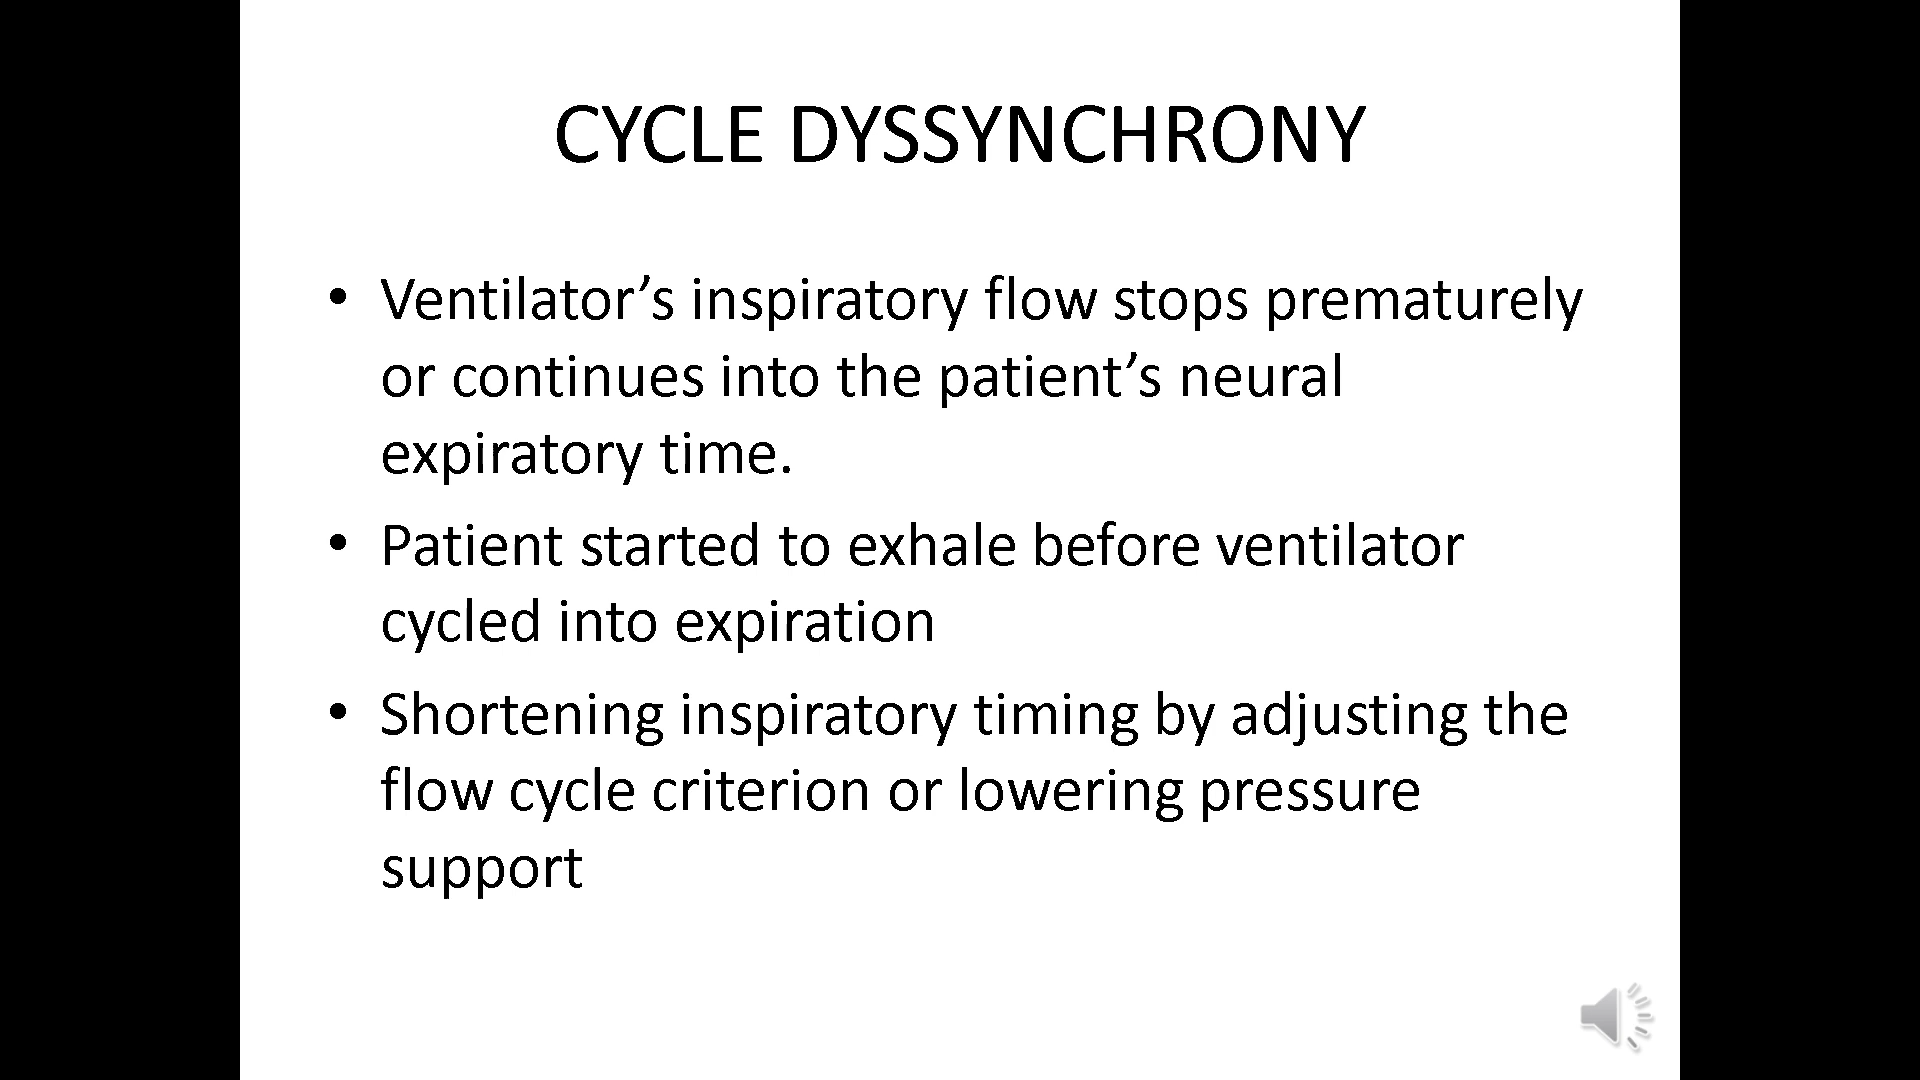 CYCLE DYSSYNCHRONY
• Ventilator’s inspiratory flow stops prematurely
or continues into the patient’s neural
expiratory time.
• Patient started to exhale before ventilator
cycled into expiration
• Shortening inspiratory timing by adjusting the
flow cycle criterion or lowering pressure
support